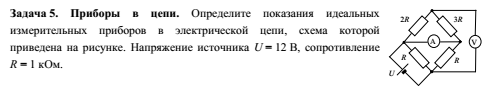 Задача 5. Приборы в цепи. Определите показания идеальных
измерительных приборов в электрической цепи, схема которой
приведена на рисунке. Напряжение источника U = 12 В, сопротивление
R = 1 кОм.
2R
3R
A
V
R
R
U